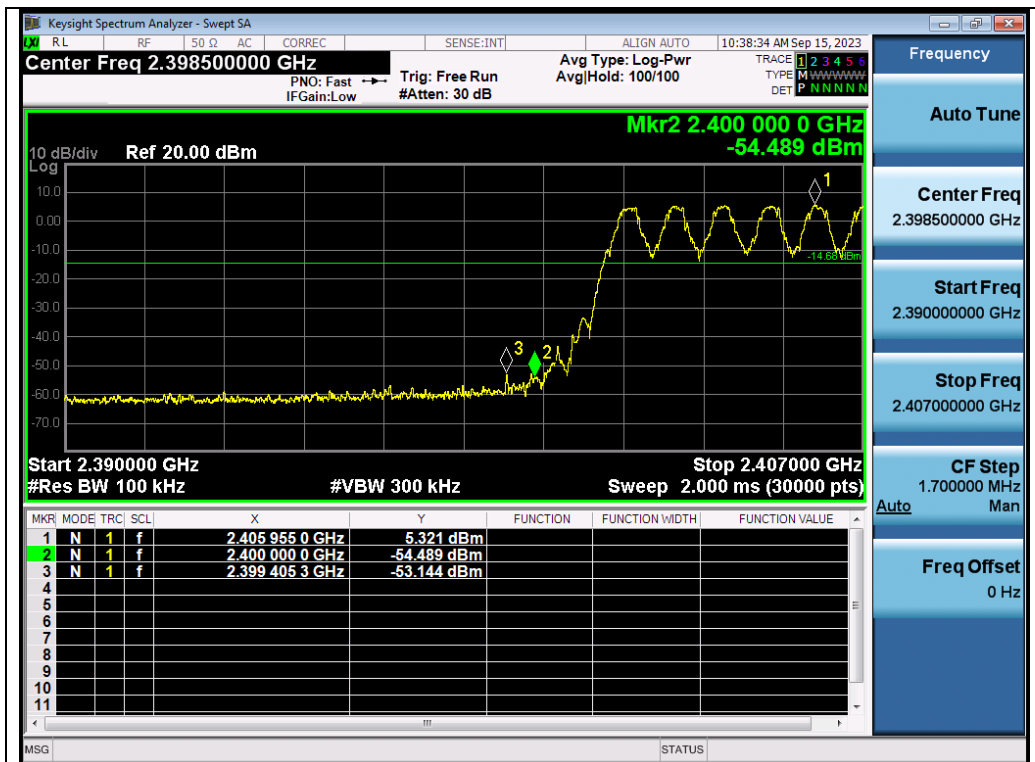 Keysight Spectrum Analyzer - Swept SA
LXI RL RF 50 Ω AC CORREC SENSE:INT ALIGN AUTO 10:38:34 AM Sep 15, 2023
Center Freq 2.398500000 GHz
PNO: Fast
IFGain:Low
Trig: Free Run
#Atten: 30 dB
Avg Type: Log-Pwr
Avg|Hold: 100/100
TRACE 1 2 3 4 5 6
TYPE M WWWWW
DET P N N N N N
Mkr2 2.400 000 0 GHz
-54.489 dBm
10 dB/div Ref 20.00 dBm
Log
10.0
0.00
-10.0
-20.0
-30.0
-40.0
-50.0
-60.0
-70.0
1
-14.68 dBm
3
2
Start 2.390000 GHz Stop 2.407000 GHz
#Res BW 100 kHz #VBW 300 kHz Sweep 2.000 ms (30000 pts)
MKR MODE TRC SCL X Y FUNCTION FUNCTION WIDTH FUNCTION VALUE
1 N 1 f 2.405 955 0 GHz 5.321 dBm
2 N 1 f 2.400 000 0 GHz -54.489 dBm
3 N 1 f 2.399 405 3 GHz -53.144 dBm
4
5
6
7
8
9
10
11
MSG STATUS
Frequency
Auto Tune
Center Freq
2.398500000 GHz
Start Freq
2.390000000 GHz
Stop Freq
2.407000000 GHz
CF Step
1.700000 MHz
Auto Man
Freq Offset
0 Hz